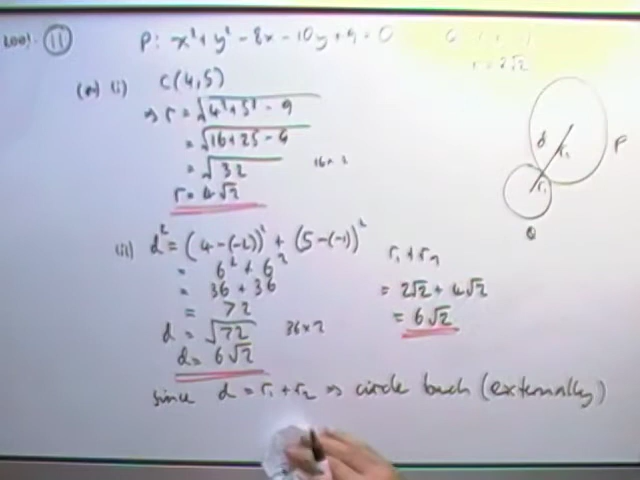 2001. (11) P: x² + y² - 8x - 10y + 9 = 0
r = 2√2
(a) (i) C(4,5)
⇒ r = √4² + 5² - 9
= √16 + 25 - 9
= √32 16 × 2
r = 4√2
d r₁ P
r₁
Q
(ii) d² = (4-(-2))² + (5-(-1))²
= 6² + 6²
= 36 + 36
= 72
d = √72 36 × 2
d = 6√2
r₁ + r₂
= 2√2 + 4√2
= 6√2
since d = r₁ + r₂ ⇒ circle touch (externally)